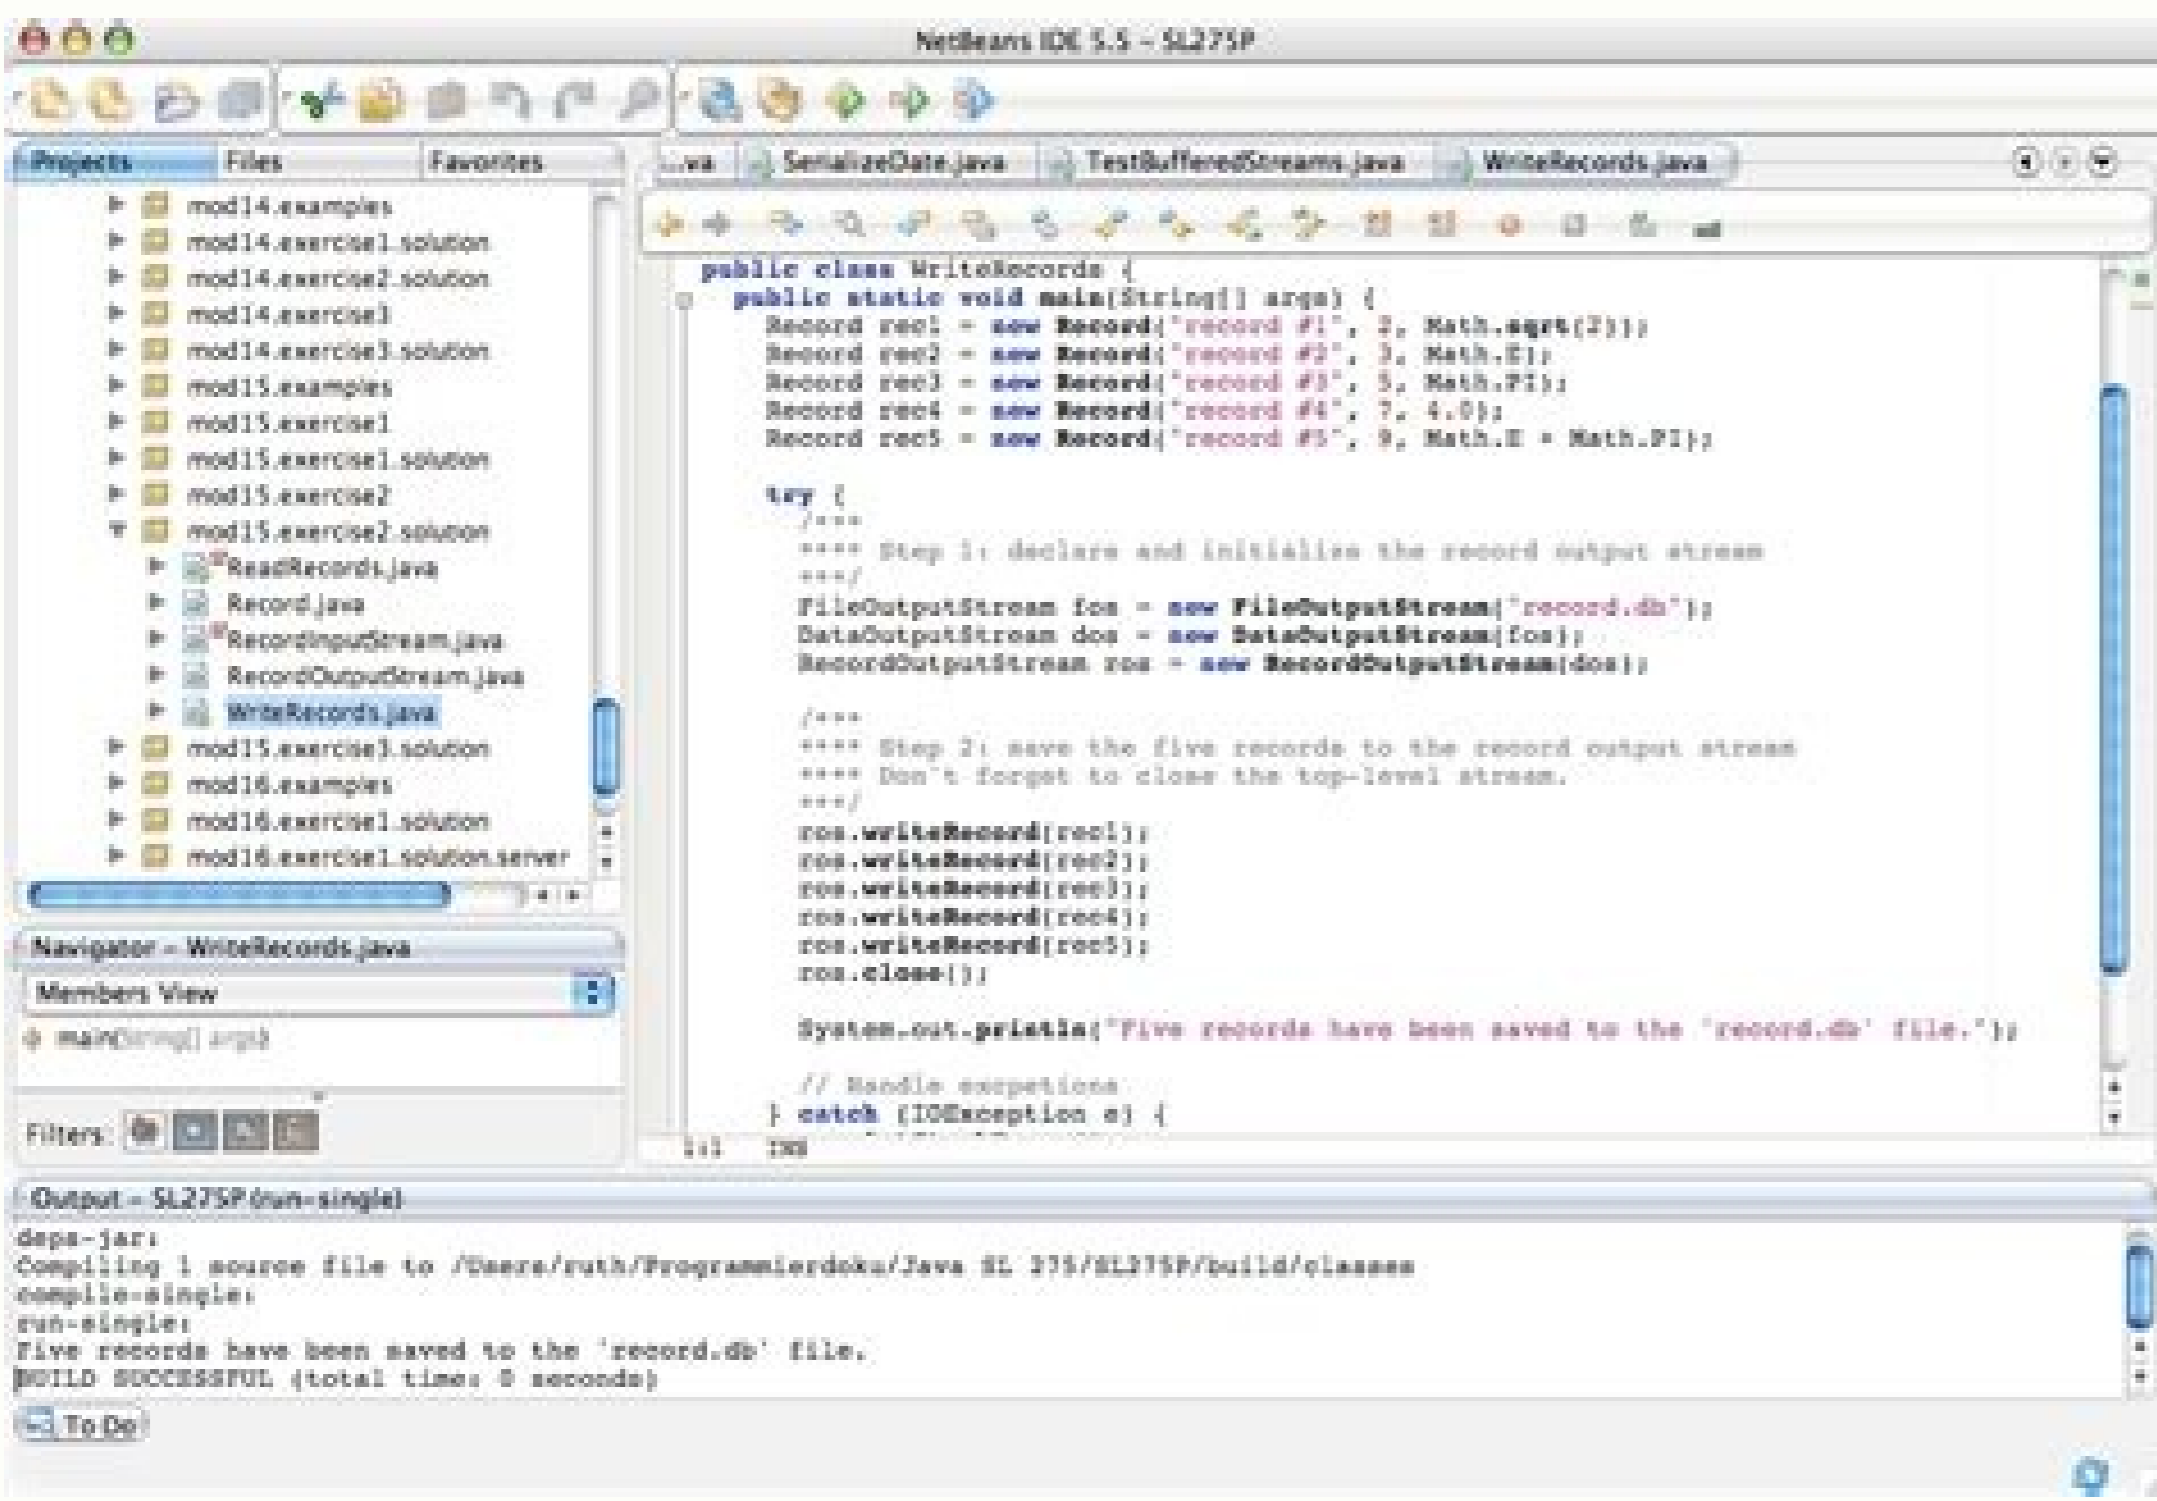 NetBeans IDE 5.5 - SL275P
Projects Files Favorites
...va SerializeDate.java TestBufferedStreams.java WriteRecords.java
mod14.examples
mod14.exercise1.solution
mod14.exercise2.solution
mod14.exercise3
mod14.exercise3.solution
mod15.examples
mod15.exercise1
mod15.exercise1.solution
mod15.exercise2
mod15.exercise2.solution
ReadRecords.java
Record.java
RecordInputStream.java
RecordOutputStream.java
WriteRecords.java
mod15.exercise3.solution
mod16.examples
mod16.exercise1.solution
mod16.exercise1.solution.server
Navigator - WriteRecords.java
Members View
main(String[] args)
Filters:
public class WriteRecords {
public static void main(String[] args) {
Record rec1 = new Record("record #1", 2, Math.sqrt(2));
Record rec2 = new Record("record #2", 3, Math.E);
Record rec3 = new Record("record #3", 5, Math.PI);
Record rec4 = new Record("record #4", 7, 4.0);
Record rec5 = new Record("record #5", 9, Math.E Math.PI);
try {
/***
**** Step 1: declare and initialize the record output stream
***/
FileOutputStream fos = new FileOutputStream("record.db");
DataOutputStream dos = new DataOutputStream(fos);
RecordOutputStream ros = new RecordOutputStream(dos);
/***
**** Step 2: save the five records to the record output stream
**** Don't forget to close the top-level stream.
***/
ros.writeRecord(rec1);
ros.writeRecord(rec2);
ros.writeRecord(rec3);
ros.writeRecord(rec4);
ros.writeRecord(rec5);
ros.close();
System.out.println("Five records have been saved to the 'record.db' file.");
// Handle excpetions
} catch (IOException e) {
1:1 INS
Output - SL275P (run-single)
deps-jar:
Compiling 1 source file to /Users/ruth/Programmierdoku/Java SL 275/SL275P/build/classes
compile-single:
run-single:
Five records have been saved to the 'record.db' file.
BUILD SUCCESSFUL (total time: 0 seconds)
To Do